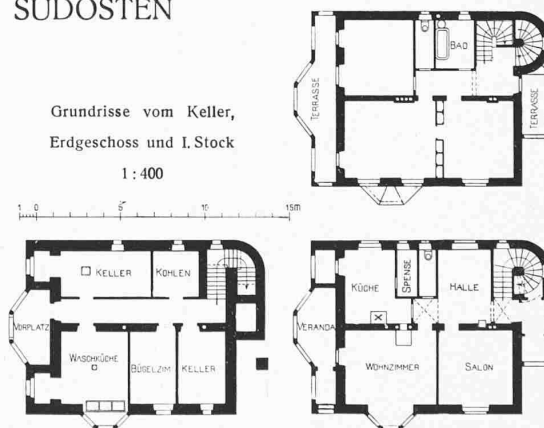 SÜDOSTEN
Grundrisse vom Keller,
Erdgeschoss und I. Stock
1 : 400
1 0 5 10 15m
TERRASSE
BAD
TERRASSE
KELLER
KOHLEN
VORPLATZ
WASCHKÜCHE
BÜGELZIM
KELLER
KÜCHE
SPENSE
HALLE
VERANDA
WOHNZIMMER
SALON